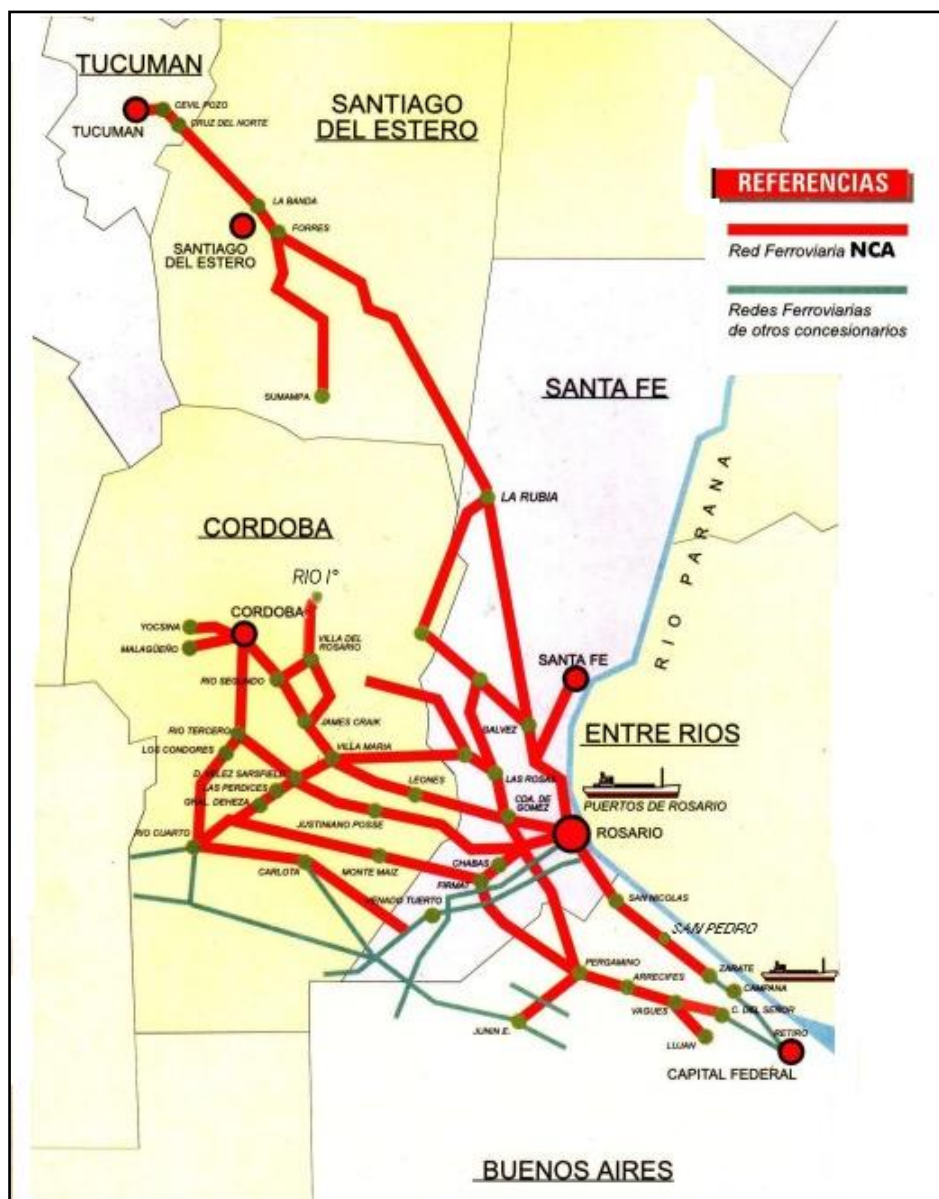 TUCUMAN
CEVIL POZO
TUCUMAN
CRUZ DEL NORTE
SANTIAGO
DEL ESTERO
REFERENCIAS
Red Ferroviaria NCA
Redes Ferroviarias
de otros concesionarios
LA BANDA
FORRES
SANTIAGO
DEL ESTERO
SUMAMPA
SANTA FE
LA RUBIA
RIO PARANA
CORDOBA
RIO Iº
CORDOBA
YOCSINA
MALAGÜEÑO
VILLA DEL
ROSARIO
RIO SEGUNDO
SANTA FE
JAMES CRAIK
GALVEZ
RIO TERCERO
LOS CONDORES
VILLA MARIA
ENTRE RIOS
D. VELEZ SARSFIELD
LAS PERDICES
GRAL. DEHEZA
LEONES
LAS ROSAS
CDA. DE
GOMEZ
PUERTOS DE ROSARIO
JUSTINIANO POSSE
ROSARIO
RIO CUARTO
CARLOTA
MONTE MAIZ
CHABAS
FIRMAT
VENADO TUERTO
SAN NICOLAS
SAN PEDRO
PERGAMINO
ARRECIFES
ZARATE
CAMPANA
VAGUES
C. DEL SEÑOR
JUNIN E.
LUJAN
RETIRO
CAPITAL FEDERAL
BUENOS AIRES